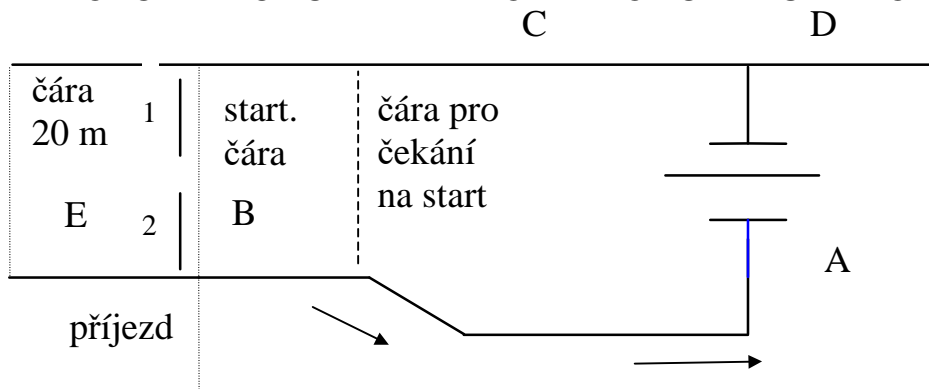 C
D
čára
20 m
1
start.
čára
čára pro
čekání
na start
E
2
B
A
příjezd